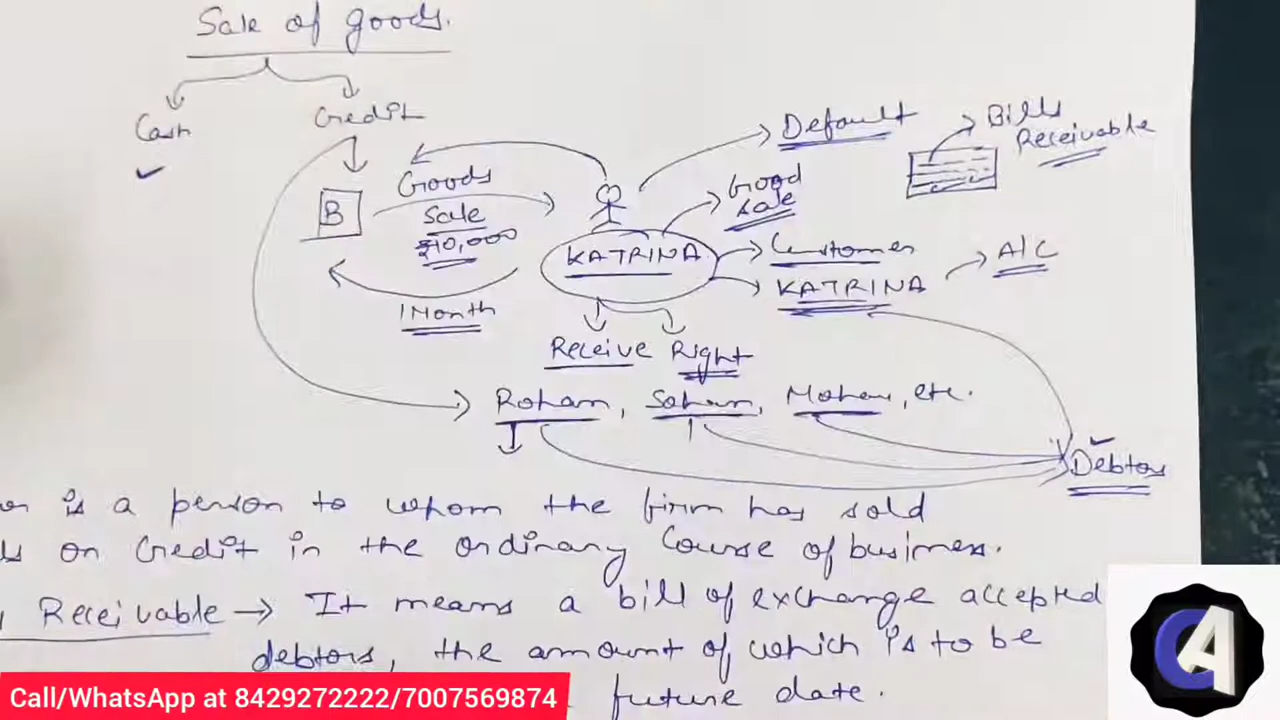 Sale of goods.
Cash
Credit
B
Goods
Sale
₹10,000
1 Month
KATRINA
Default
Good
Sale
Customer
KATRINA
A/C
Bills
Receivable
Receive Right
Rohan, Sohan, Mohan, etc.
Debtors
is a person to whom the firm has sold
on Credit in the ordinary Course of business.
Receivable → It means a bill of exchange accepted
debtors, the amount of which is to be
future date.
Call/WhatsApp at 8429272222/7007569874
CA